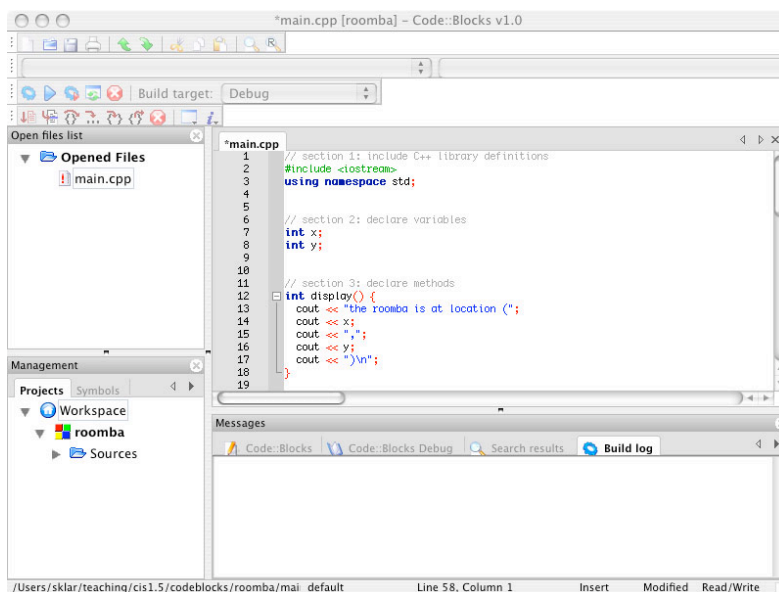 *main.cpp [roomba] – Code::Blocks v1.0
Build target: Debug
Open files list
Opened Files
main.cpp
*main.cpp
1 // section 1: include C++ library definitions
2 #include <iostream>
3 using namespace std;
4
5
6 // section 2: declare variables
7 int x;
8 int y;
9
10
11 // section 3: declare methods
12 int display() {
13 cout << "the roomba is at location (";
14 cout << x;
15 cout << ",";
16 cout << y;
17 cout << ")\n";
18 }
19
Management
Projects Symbols
Workspace
roomba
Sources
Messages
Code::Blocks Code::Blocks Debug Search results Build log
/Users/sklar/teaching/cis1.5/codeblocks/roomba/mai default Line 58, Column 1 Insert Modified Read/Write